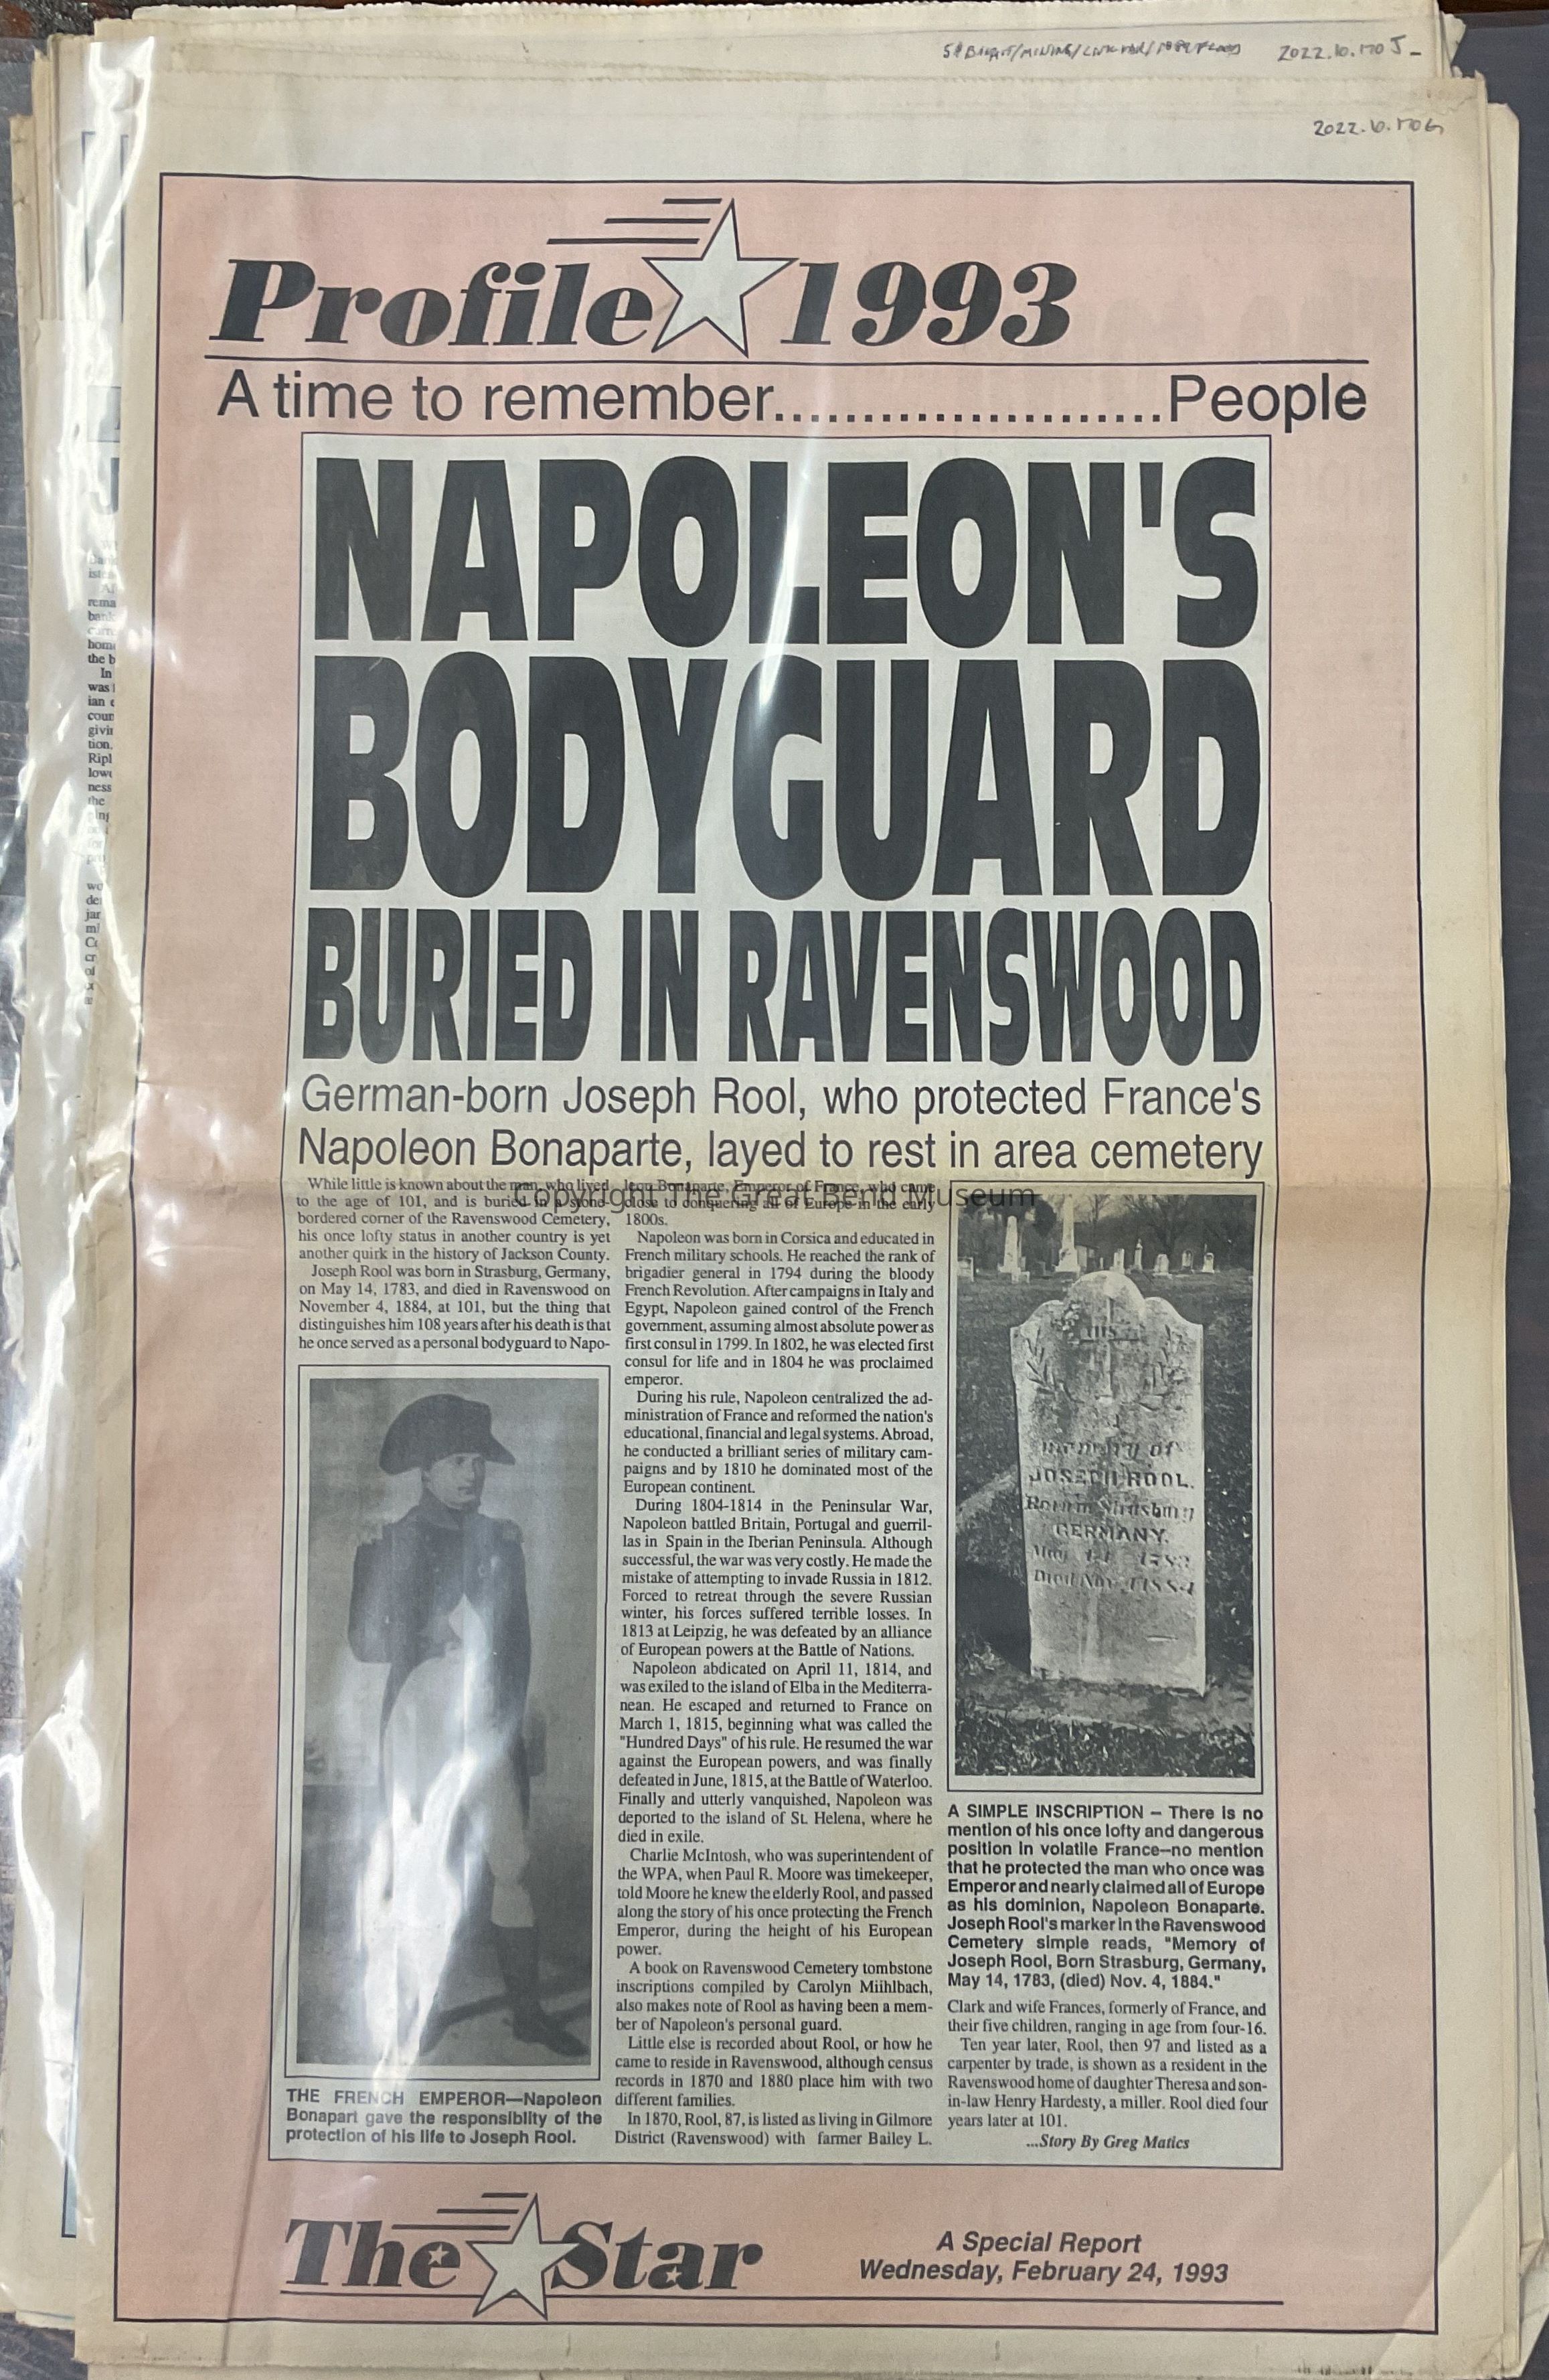 2022.10.170 J
2022.10.170G
Profile 1993
A time to remember......................People
NAPOLEON'S
BODYGUARD
BURIED IN RAVENSWOOD
German-born Joseph Rool, who protected France's
Napoleon Bonaparte, layed to rest in area cemetery
Copyright The Great Bend Museum
While little is known about the man, who lived
to the age of 101, and is buried in a stone-
bordered corner of the Ravenswood Cemetery,
his once lofty status in another country is yet
another quirk in the history of Jackson County.
Joseph Rool was born in Strasburg, Germany,
on May 14, 1783, and died in Ravenswood on
November 4, 1884, at 101, but the thing that
distinguishes him 108 years after his death is that
he once served as a personal bodyguard to Napo-
THE FRENCH EMPEROR—Napoleon
Bonapart gave the responsiblity of the
protection of his life to Joseph Rool.
leon Bonaparte, Emperor of France, who came
close to conquering all of Europe in the early
1800s.
Napoleon was born in Corsica and educated in
French military schools. He reached the rank of
brigadier general in 1794 during the bloody
French Revolution. After campaigns in Italy and
Egypt, Napoleon gained control of the French
government, assuming almost absolute power as
first consul in 1799. In 1802, he was elected first
consul for life and in 1804 he was proclaimed
emperor.
During his rule, Napoleon centralized the ad-
ministration of France and reformed the nation's
educational, financial and legal systems. Abroad,
he conducted a brilliant series of military cam-
paigns and by 1810 he dominated most of the
European continent.
During 1804-1814 in the Peninsular War,
Napoleon battled Britain, Portugal and guerril-
las in Spain in the Iberian Peninsula. Although
successful, the war was very costly. He made the
mistake of attempting to invade Russia in 1812.
Forced to retreat through the severe Russian
winter, his forces suffered terrible losses. In
1813 at Leipzig, he was defeated by an alliance
of European powers at the Battle of Nations.
Napoleon abdicated on April 11, 1814, and
was exiled to the island of Elba in the Mediterra-
nean. He escaped and returned to France on
March 1, 1815, beginning what was called the
"Hundred Days" of his rule. He resumed the war
against the European powers, and was finally
defeated in June, 1815, at the Battle of Waterloo.
Finally and utterly vanquished, Napoleon was
deported to the island of St. Helena, where he
died in exile.
Charlie McIntosh, who was superintendent of
the WPA, when Paul R. Moore was timekeeper,
told Moore he knew the elderly Rool, and passed
along the story of his once protecting the French
Emperor, during the height of his European
power.
A book on Ravenswood Cemetery tombstone
inscriptions compiled by Carolyn Miihlbach,
also makes note of Rool as having been a mem-
ber of Napoleon's personal guard.
Little else is recorded about Rool, or how he
came to reside in Ravenswood, although census
records in 1870 and 1880 place him with two
different families.
In 1870, Rool, 87, is listed as living in Gilmore
District (Ravenswood) with farmer Bailey L.
memory of
JOSEPH ROOL.
Born in Strasburg
GERMANY.
May 14 1783
Died Nov. 4 1884
A SIMPLE INSCRIPTION – There is no
mention of his once lofty and dangerous
position in volatile France--no mention
that he protected the man who once was
Emperor and nearly claimed all of Europe
as his dominion, Napoleon Bonaparte.
Joseph Rool's marker in the Ravenswood
Cemetery simple reads, "Memory of
Joseph Rool, Born Strasburg, Germany,
May 14, 1783, (died) Nov. 4, 1884."
Clark and wife Frances, formerly of France, and
their five children, ranging in age from four-16.
Ten year later, Rool, then 97 and listed as a
carpenter by trade, is shown as a resident in the
Ravenswood home of daughter Theresa and son-
in-law Henry Hardesty, a miller. Rool died four
years later at 101.
...Story By Greg Matics
The Star
A Special Report
Wednesday, February 24, 1993